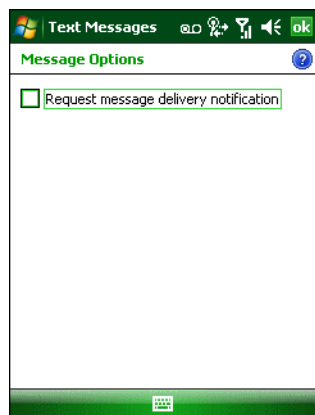 Text Messages ok
Message Options ?
Request message delivery notification